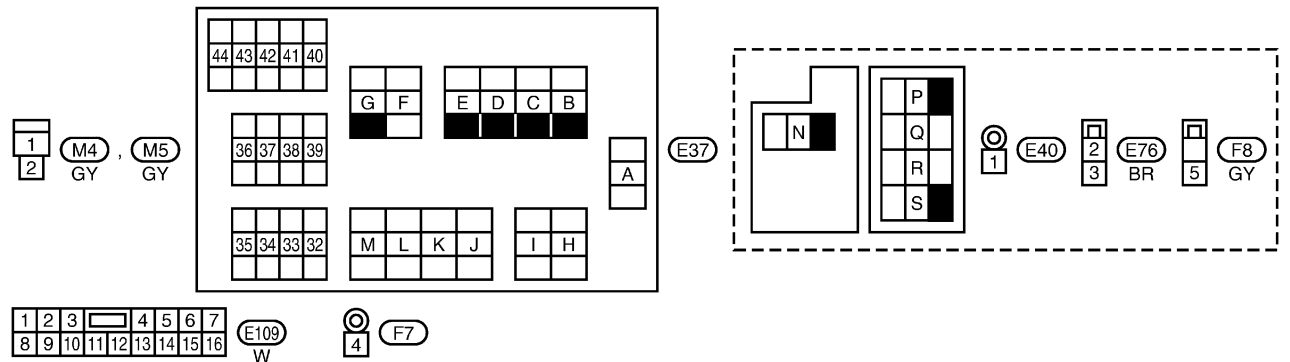 44 43 42 41 40
G F E D C B
36 37 38 39
A
35 34 33 32
M L K J I H
1
2
M4 , M5
GY GY
E37
N
P
Q
R
S
1
E40
2
3
E76
BR
5
F8
GY
1 2 3 4 5 6 7
8 9 10 11 12 13 14 15 16
E109
W
4
F7